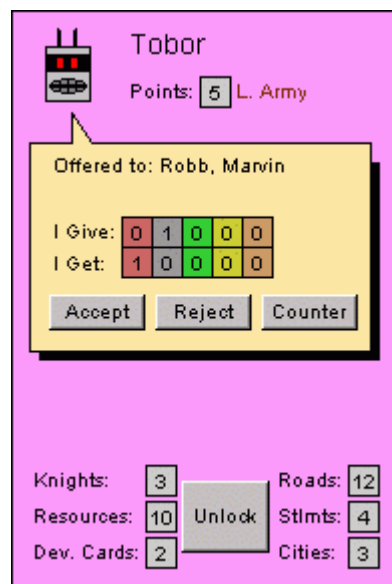 Tobor
Points: 5 L. Army
Offered to: Robb, Marvin
I Give: 0 1 0 0 0
I Get: 1 0 0 0 0
Accept Reject Counter
Knights: 3 Roads: 12
Resources: 10 Unlock Stlmts: 4
Dev. Cards: 2 Cities: 3